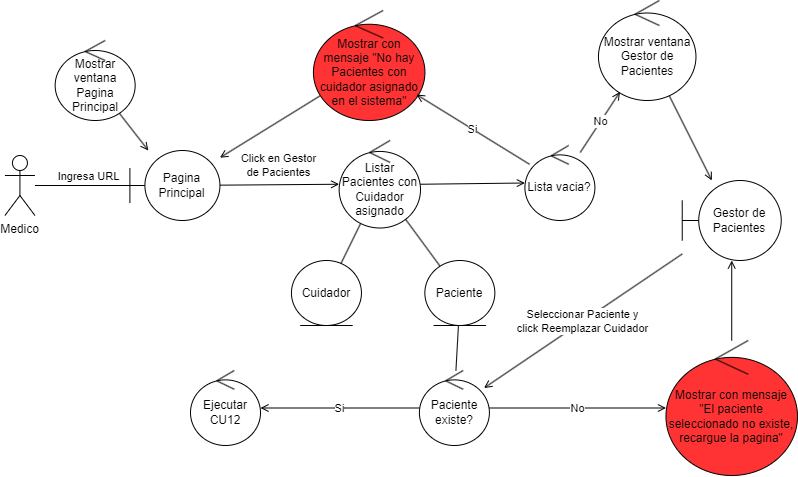 Mostrar
ventana
Pagina
Principal
Mostrar con
mensaje "No hay
Pacientes con
cuidador asignado
en el sistema"
Mostrar ventana
Gestor de
Pacientes
Si
No
Medico
Ingresa URL
Pagina
Principal
Click en Gestor
de Pacientes
Listar
Pacientes con
Cuidador
asignado
Lista vacia?
Gestor de
Pacientes
Cuidador
Paciente
Seleccionar Paciente y
click Reemplazar Cuidador
Ejecutar
CU12
Si
Paciente
existe?
No
Mostrar con mensaje
"El paciente
seleccionado no existe,
recargue la pagina"